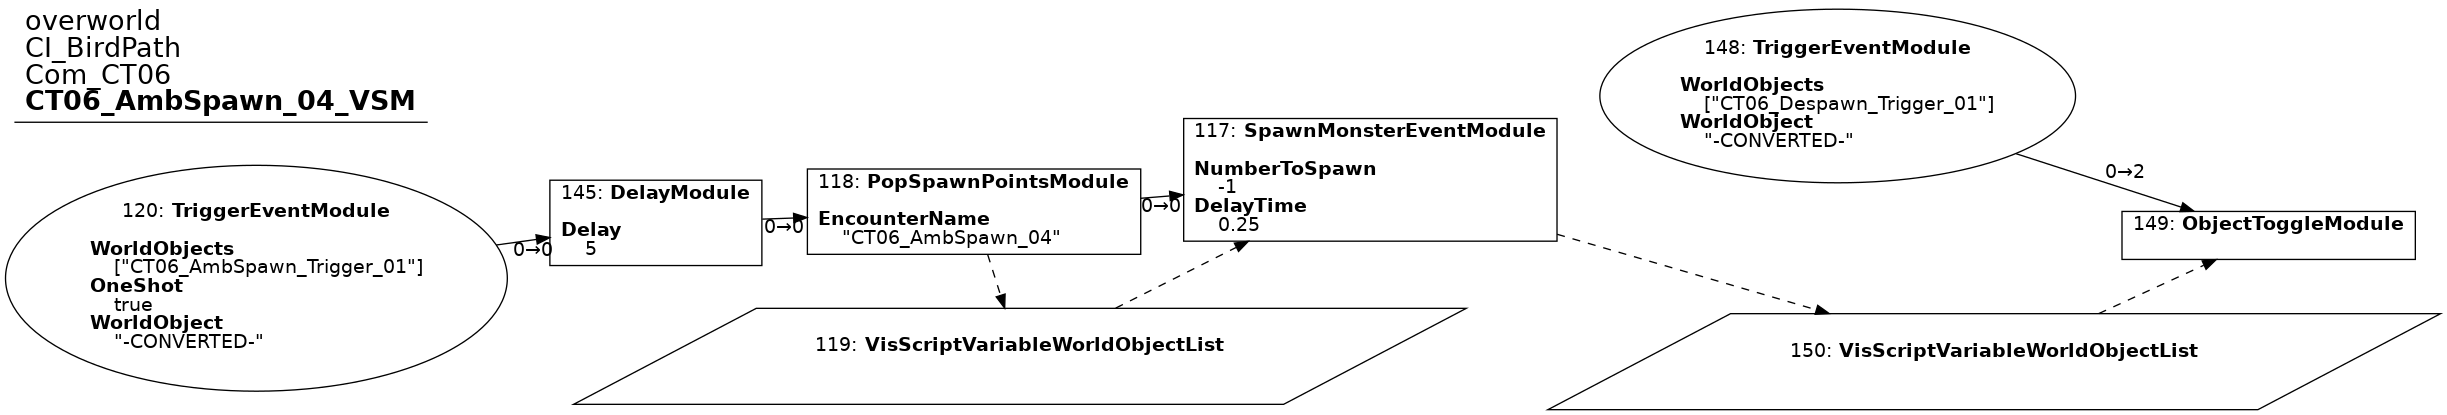 overworld
CI_BirdPath
Com_CT06
CT06_AmbSpawn_04_VSM
120: TriggerEventModule
WorldObjects
["CT06_AmbSpawn_Trigger_01"]
OneShot
true
WorldObject
"-CONVERTED-"
0→0
145: DelayModule
Delay
5
0→0
118: PopSpawnPointsModule
EncounterName
"CT06_AmbSpawn_04"
0→0
117: SpawnMonsterEventModule
NumberToSpawn
-1
DelayTime
0.25
119: VisScriptVariableWorldObjectList
148: TriggerEventModule
WorldObjects
["CT06_Despawn_Trigger_01"]
WorldObject
"-CONVERTED-"
0→2
149: ObjectToggleModule
150: VisScriptVariableWorldObjectList